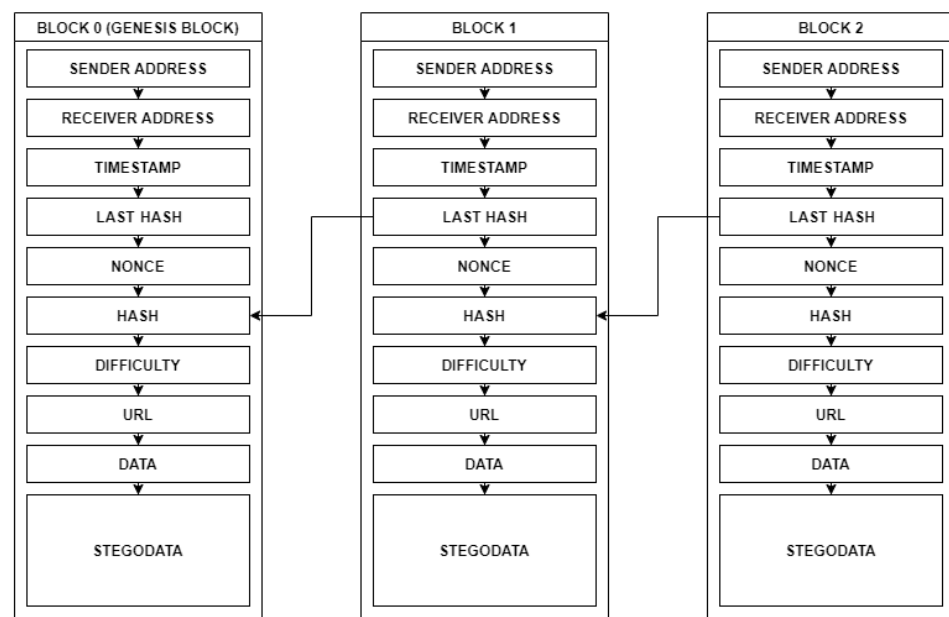 BLOCK 0 (GENESIS BLOCK)
SENDER ADDRESS
RECEIVER ADDRESS
TIMESTAMP
LAST HASH
NONCE
HASH
DIFFICULTY
URL
DATA
STEGODATA
BLOCK 1
SENDER ADDRESS
RECEIVER ADDRESS
TIMESTAMP
LAST HASH
NONCE
HASH
DIFFICULTY
URL
DATA
STEGODATA
BLOCK 2
SENDER ADDRESS
RECEIVER ADDRESS
TIMESTAMP
LAST HASH
NONCE
HASH
DIFFICULTY
URL
DATA
STEGODATA